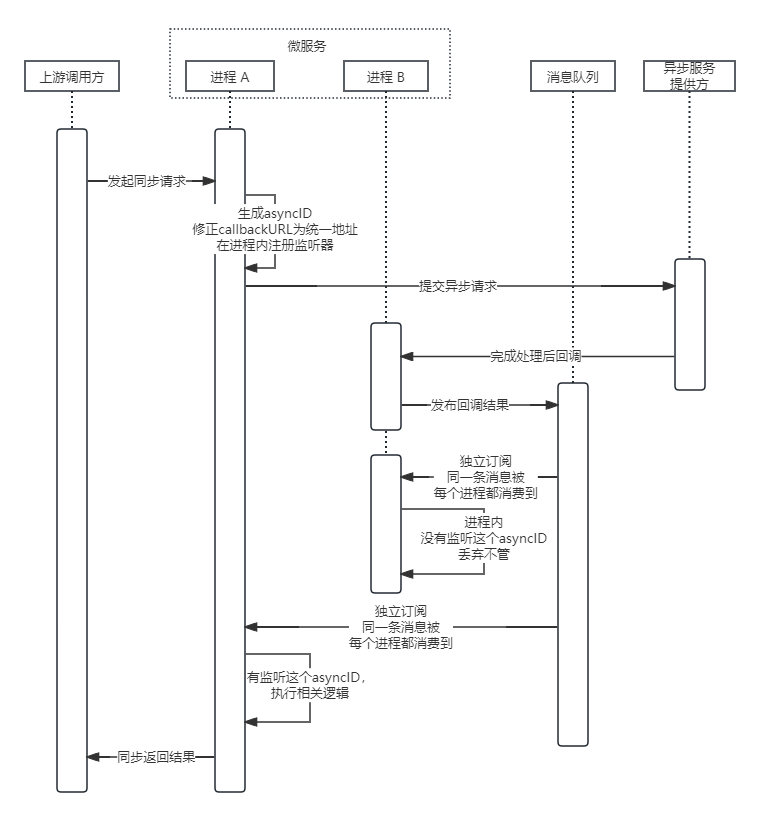 微服务
上游调用方
进程 A
进程 B
消息队列
异步服务
提供方
发起同步请求
生成asyncID
修正callbackURL为统一地址
在进程内注册监听器
提交异步请求
完成处理后回调
发布回调结果
独立订阅
同一条消息被
每个进程都消费到
进程内
没有监听这个asyncID
丢弃不管
独立订阅
同一条消息被
每个进程都消费到
有监听这个asyncID，
执行相关逻辑
同步返回结果